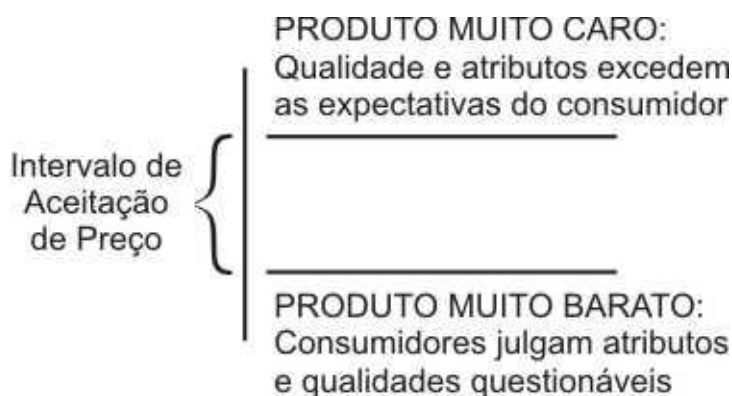 PRODUTO MUITO CARO:
Qualidade e atributos excedem
as expectativas do consumidor
Intervalo de
Aceitação
de Preço
PRODUTO MUITO BARATO:
Consumidores julgam atributos
e qualidades questionáveis